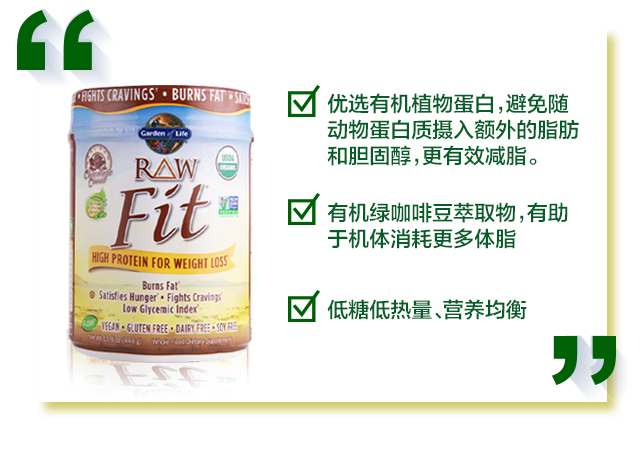 FIGHTS CRAVINGS • BURNS FAT •
Garden of Life
RAW
USDA
ORGANIC
Fit
HIGH PROTEIN FOR WEIGHT LOSS
Burns Fat
Satisfies Hunger • Fights Cravings
Low Glycemic Index
VEGAN • GLUTEN FREE • DAIRY FREE • SOY FREE
优选有机植物蛋白，避免随
动物蛋白质摄入额外的脂肪
和胆固醇，更有效减脂。
有机绿咖啡豆萃取物，有助
于机体消耗更多体脂
低糖低热量、营养均衡